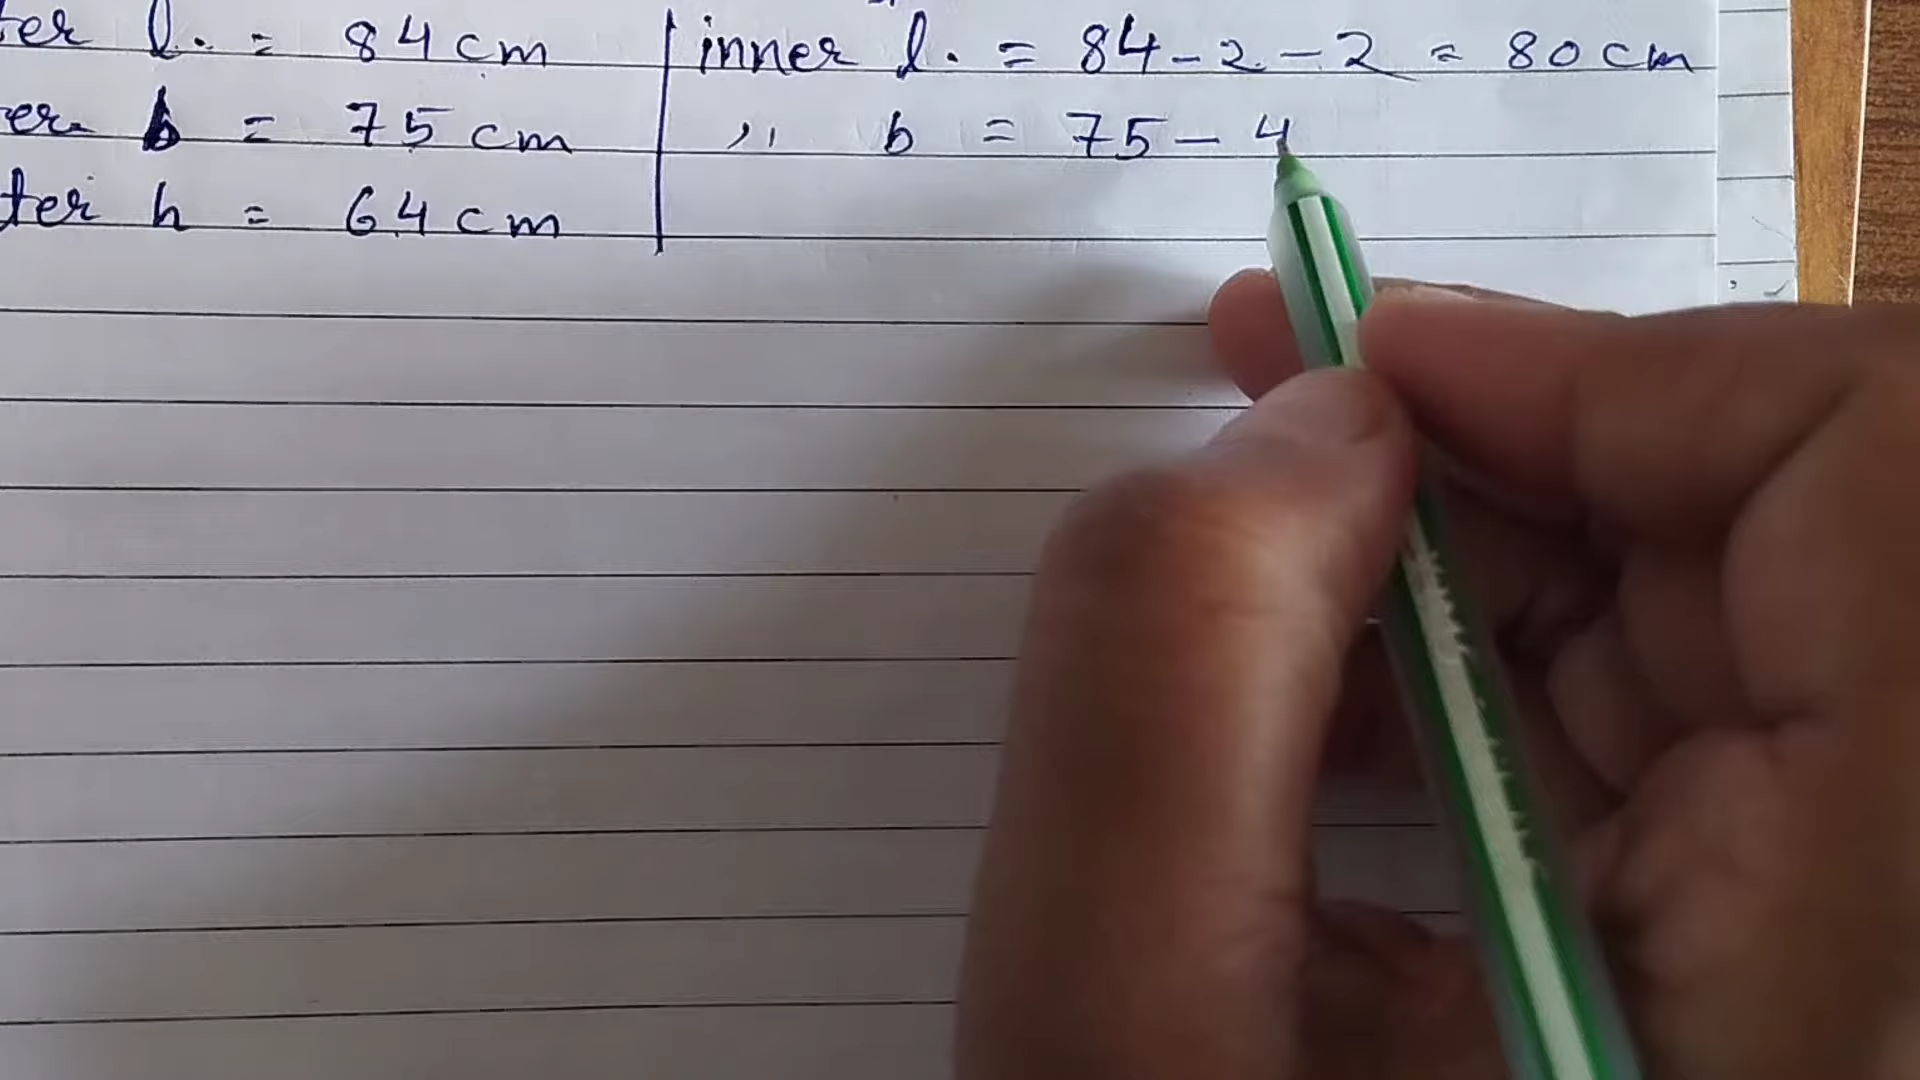 ter l. = 84 cm
inner l. = 84 - 2 - 2 = 80 cm
er b = 75 cm
,, b = 75 - 4
ter h = 64 cm